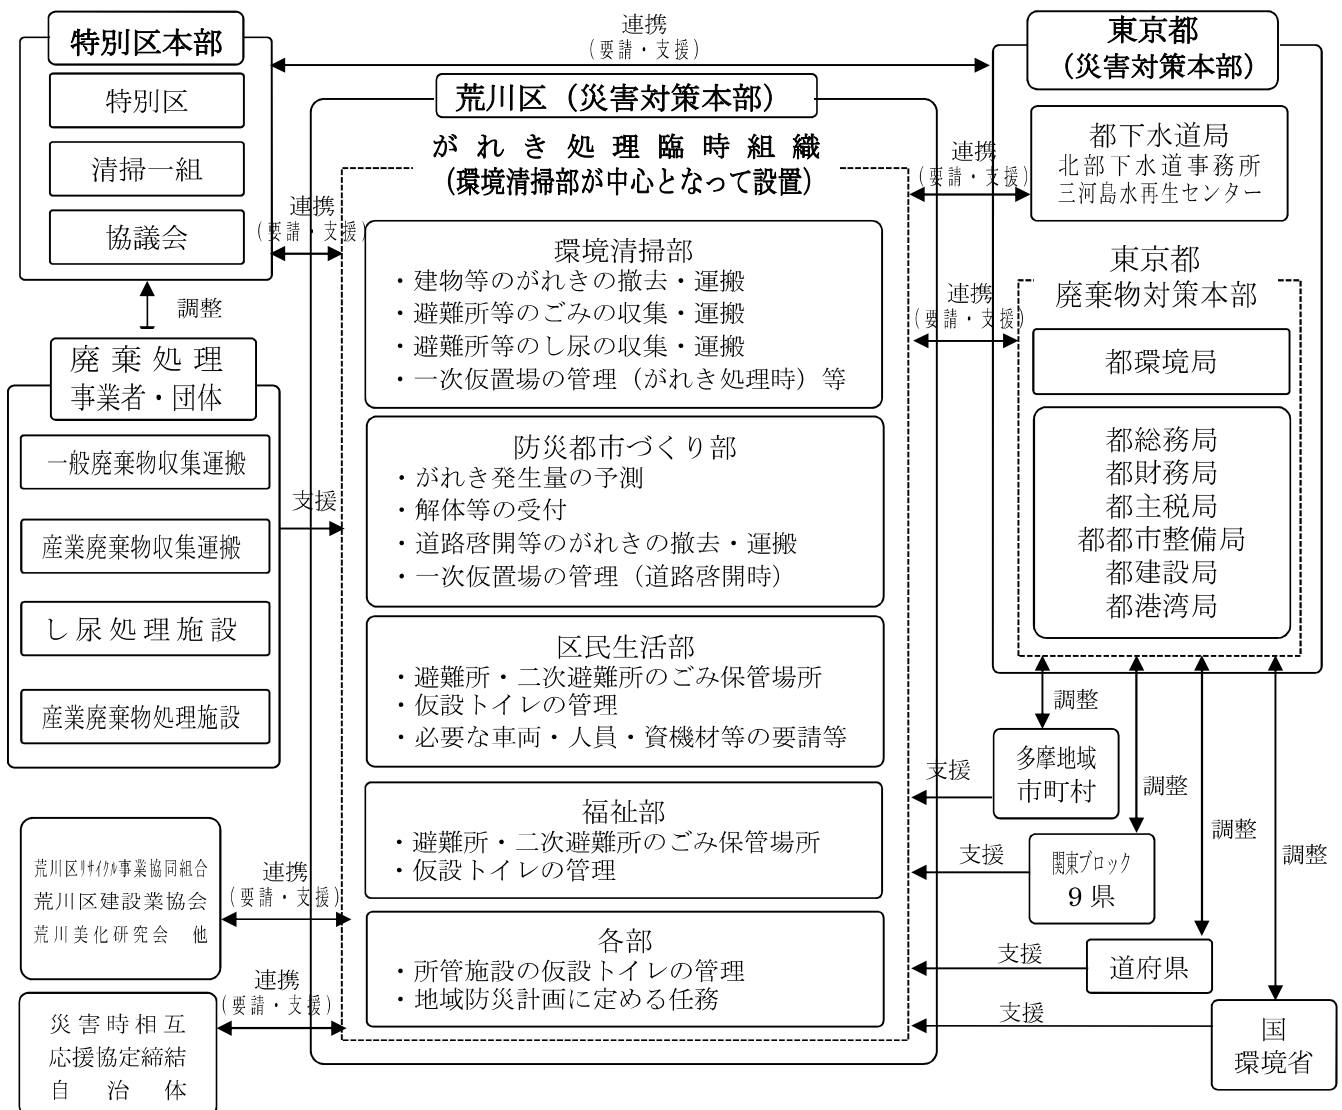 特別区本部
特別区
清掃一組
協議会
調整
廃棄処理
事業者・団体
一般廃棄物収集運搬
産業廃棄物収集運搬
し尿処理施設
産業廃棄物処理施設
荒川区リサイクル事業協同組合
荒川区建設業協会
荒川美化研究会　他
災害時相互
応援協定締結
自治体
連携
(要請・支援)
連携
(要請・支援)
支援
連携
(要請・支援)
連携
(要請・支援)
荒川区（災害対策本部）
がれき処理臨時組織
（環境清掃部が中心となって設置）
環境清掃部
・建物等のがれきの撤去・運搬
・避難所等のごみの収集・運搬
・避難所等のし尿の収集・運搬
・一次仮置場の管理（がれき処理時）等
防災都市づくり部
・がれき発生量の予測
・解体等の受付
・道路啓開等のがれきの撤去・運搬
・一次仮置場の管理（道路啓開時）
区民生活部
・避難所・二次避難所のごみ保管場所
・仮設トイレの管理
・必要な車両・人員・資機材等の要請等
福祉部
・避難所・二次避難所のごみ保管場所
・仮設トイレの管理
各部
・所管施設の仮設トイレの管理
・地域防災計画に定める任務
連携
(要請・支援)
連携
(要請・支援)
東京都
（災害対策本部）
都下水道局
北部下水道事務所
三河島水再生センター
東京都
廃棄物対策本部
都環境局
都総務局
都財務局
都主税局
都都市整備局
都建設局
都港湾局
調整
多摩地域
市町村
支援
調整
関東ブロック
9県
支援
調整
道府県
支援
調整
国
環境省
支援